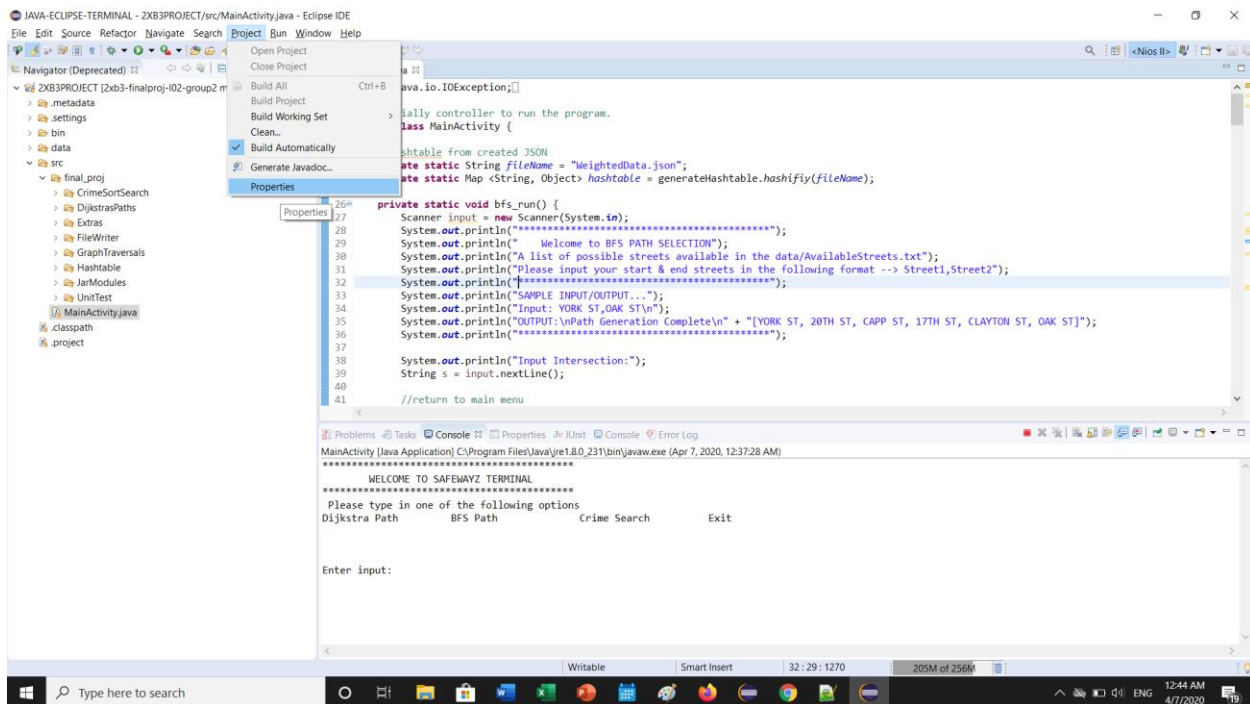 JAVA-ECLIPSE-TERMINAL - 2XB3PROJECT/src/MainActivity.java - Eclipse IDE
File Edit Source Refactor Navigate Search Project Run Window Help
Open Project
Close Project
Build All Ctrl+B
Build Project
Build Working Set >
Clean...
Build Automatically
Generate Javadoc...
Properties
Properties
<Nios II>
Navigator (Deprecated)
2XB3PROJECT [2xb3-finalproj-l02-group2 m
.metadata
.settings
bin
data
src
final_proj
CrimeSortSearch
DijkstrasPaths
Extras
FileWriter
GraphTraversals
Hashtable
JarModules
UnitTest
MainActivity.java
.classpath
.project
ava.io.IOException;
ially controller to run the program.
lass MainActivity {
shtable from created JSON
ate static String fileName = "WeightedData.json";
ate static Map <String, Object> hashtable = generateHashtable.hashifiy(fileName);
26 private static void bfs_run() {
27 Scanner input = new Scanner(System.in);
28 System.out.println("*******************************************");
29 System.out.println("    Welcome to BFS PATH SELECTION");
30 System.out.println("A list of possible streets available in the data/AvailableStreets.txt");
31 System.out.println("Please input your start & end streets in the following format --> Street1,Street2");
32 System.out.println("*******************************************");
33 System.out.println("SAMPLE INPUT/OUTPUT...");
34 System.out.println("Input: YORK ST,OAK ST\n");
35 System.out.println("OUTPUT:\nPath Generation Complete\n" + "[YORK ST, 20TH ST, CAPP ST, 17TH ST, CLAYTON ST, OAK ST]");
36 System.out.println("*******************************************");
37
38 System.out.println("Input Intersection:");
39 String s = input.nextLine();
40
41 //return to main menu
Problems Tasks Console Properties JUnit Console Error Log
MainActivity [Java Application] C:\Program Files\Java\jre1.8.0_231\bin\javaw.exe (Apr 7, 2020, 12:37:28 AM)
*******************************************
WELCOME TO SAFEWAYZ TERMINAL
*******************************************
Please type in one of the following options
Dijkstra Path BFS Path Crime Search Exit
Enter input:
Writable Smart Insert 32 : 29 : 1270 205M of 256M
Type here to search
ENG
12:44 AM
4/7/2020
19